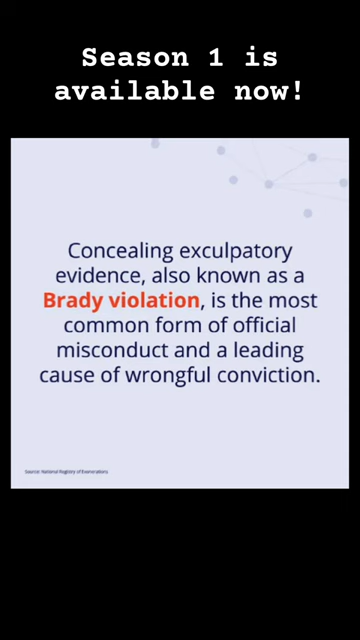 Season 1 is
available now!
Concealing exculpatory
evidence, also known as a
Brady violation, is the most
common form of official
misconduct and a leading
cause of wrongful conviction.
Source: National Registry of Exonerations